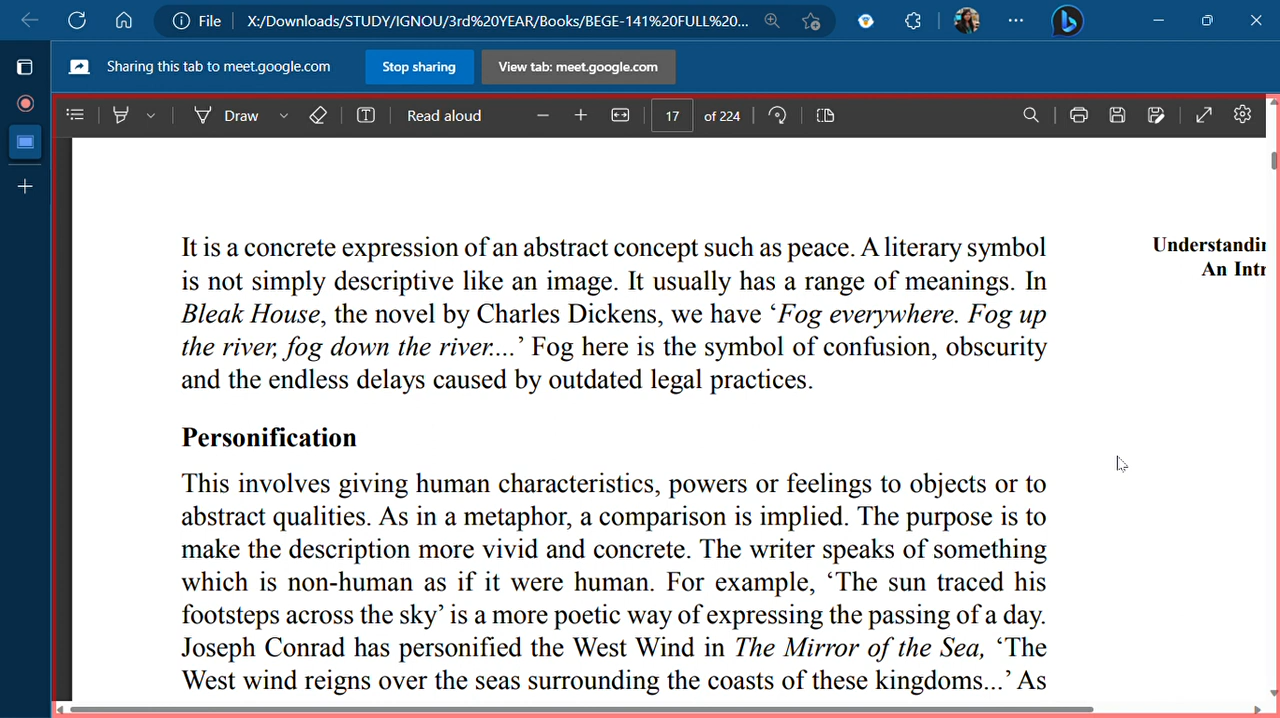 File X:/Downloads/STUDY/IGNOU/3rd%20YEAR/Books/BEGE-141%20FULL%20...
Sharing this tab to meet.google.com Stop sharing View tab: meet.google.com
Draw Read aloud 17 of 224
It is a concrete expression of an abstract concept such as peace. A literary symbol
is not simply descriptive like an image. It usually has a range of meanings. In
Bleak House, the novel by Charles Dickens, we have ‘Fog everywhere. Fog up
the river, fog down the river....’ Fog here is the symbol of confusion, obscurity
and the endless delays caused by outdated legal practices.
Understandin
An Intr
Personification
This involves giving human characteristics, powers or feelings to objects or to
abstract qualities. As in a metaphor, a comparison is implied. The purpose is to
make the description more vivid and concrete. The writer speaks of something
which is non-human as if it were human. For example, ‘The sun traced his
footsteps across the sky’ is a more poetic way of expressing the passing of a day.
Joseph Conrad has personified the West Wind in The Mirror of the Sea, ‘The
West wind reigns over the seas surrounding the coasts of these kingdoms...’ As